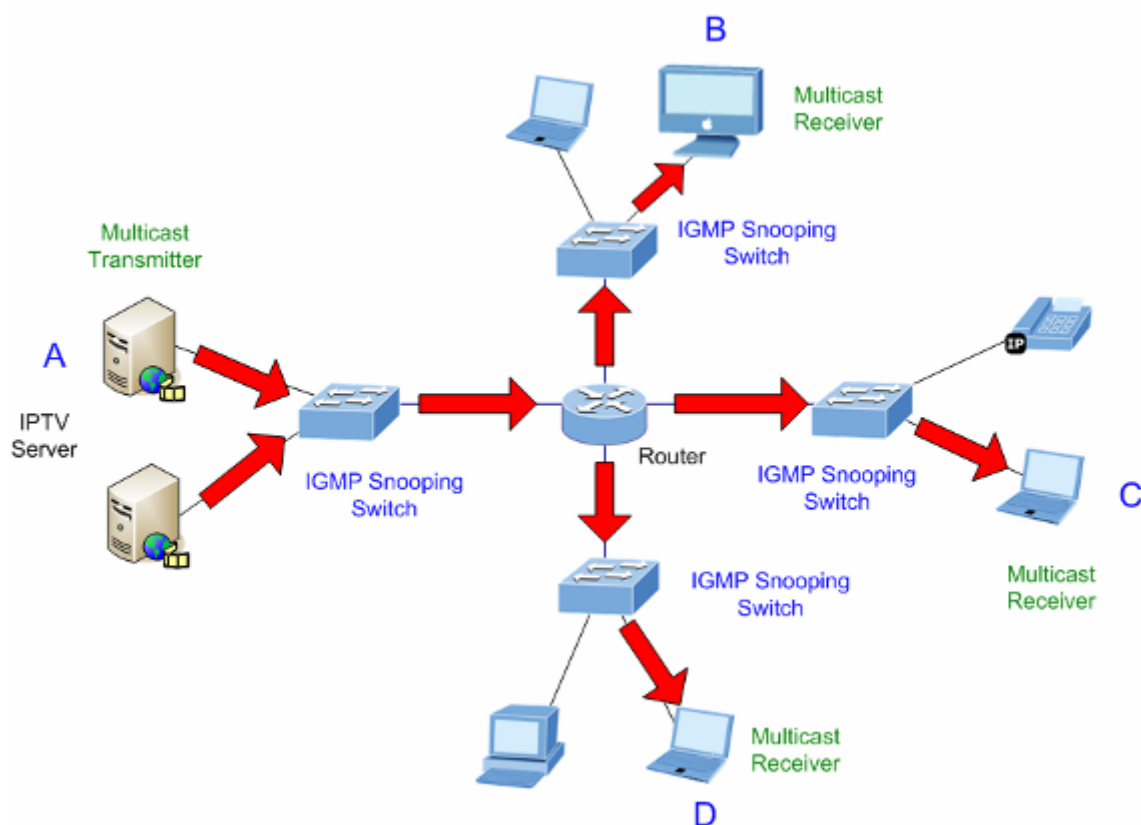 B
Multicast
Receiver
IGMP Snooping
Switch
Multicast
Transmitter
A
IPTV
Server
IGMP Snooping
Switch
Router
IP
IGMP Snooping
Switch
C
Multicast
Receiver
IGMP Snooping
Switch
Multicast
Receiver
D